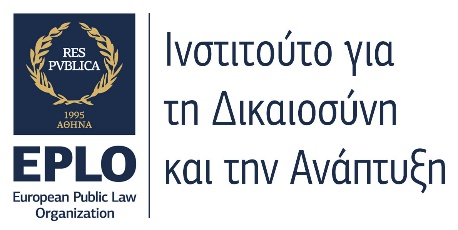 RES
PVBLICA
1995
ΑΘΗΝΑ
EPLO
European Public Law
Organization
Ινστιτούτο για
τη Δικαιοσύνη
και την Ανάπτυξη